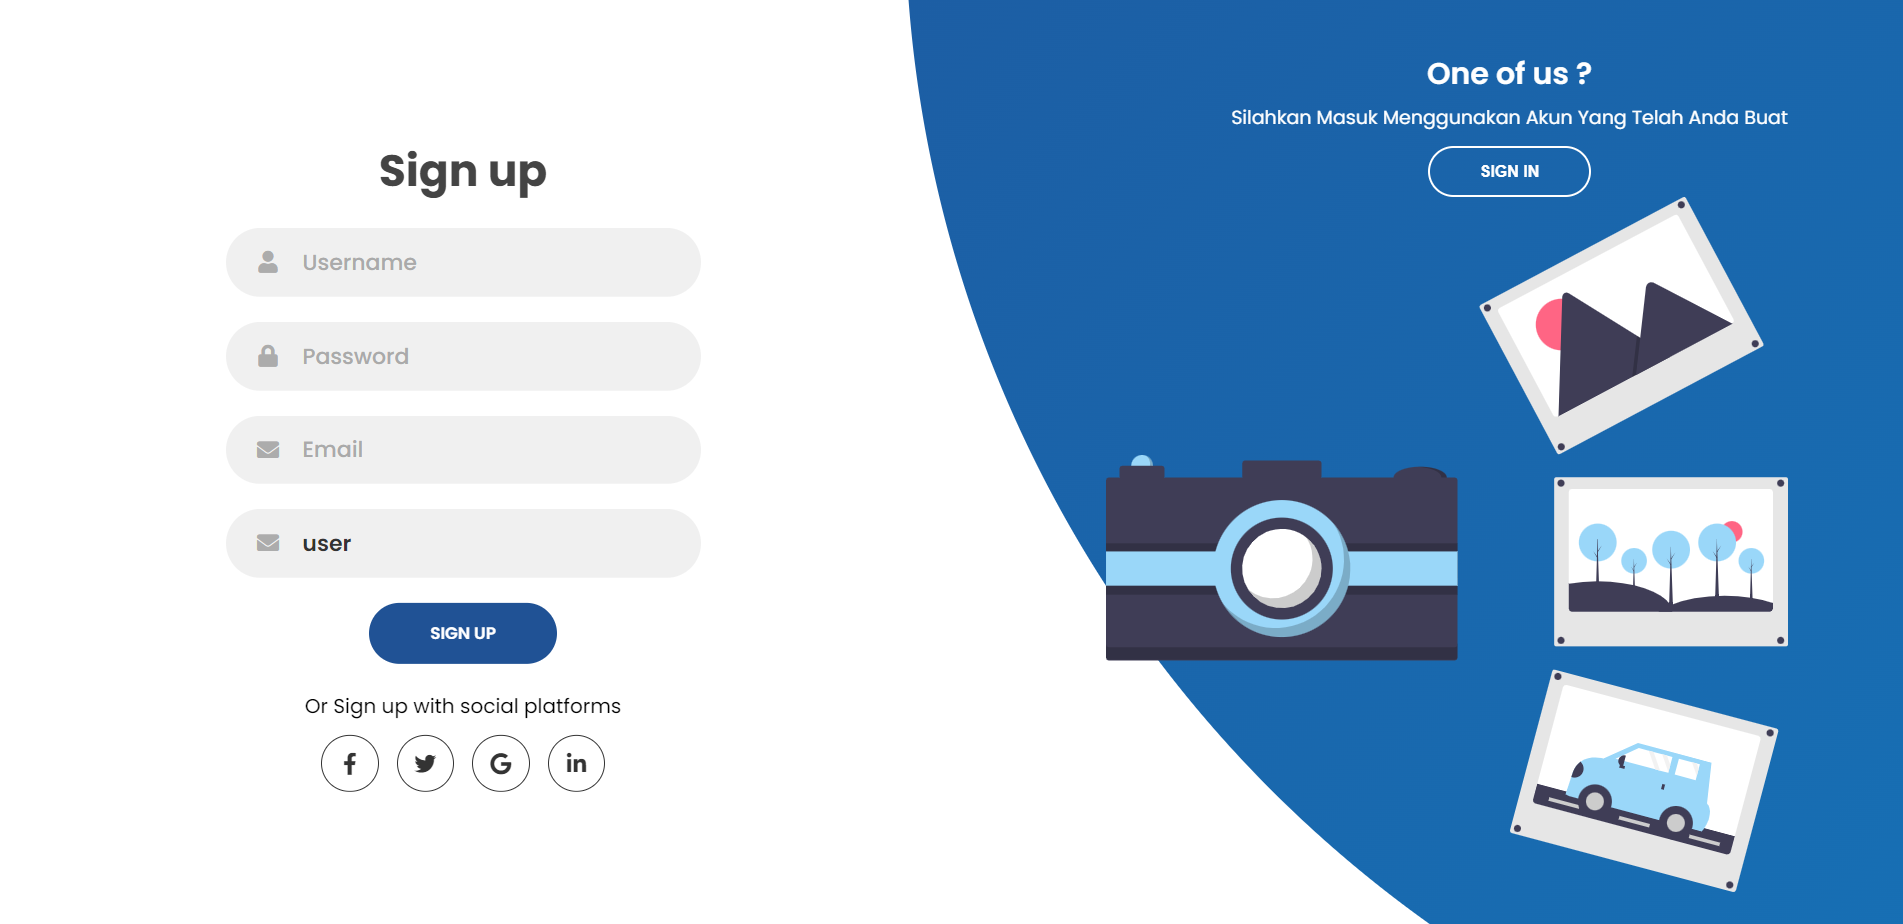 Sign up
Username
Password
Email
user
SIGN UP
Or Sign up with social platforms
One of us ?
Silahkan Masuk Menggunakan Akun Yang Telah Anda Buat
SIGN IN